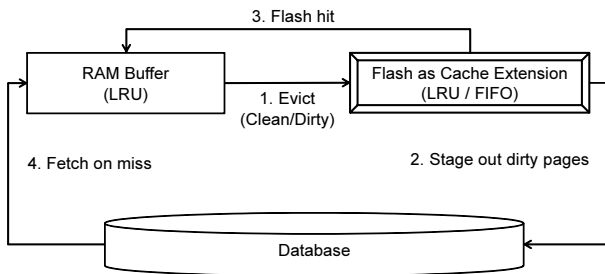 3. Flash hit
RAM Buffer
(LRU)
Flash as Cache Extension
(LRU / FIFO)
1. Evict
(Clean/Dirty)
4. Fetch on miss
2. Stage out dirty pages
Database